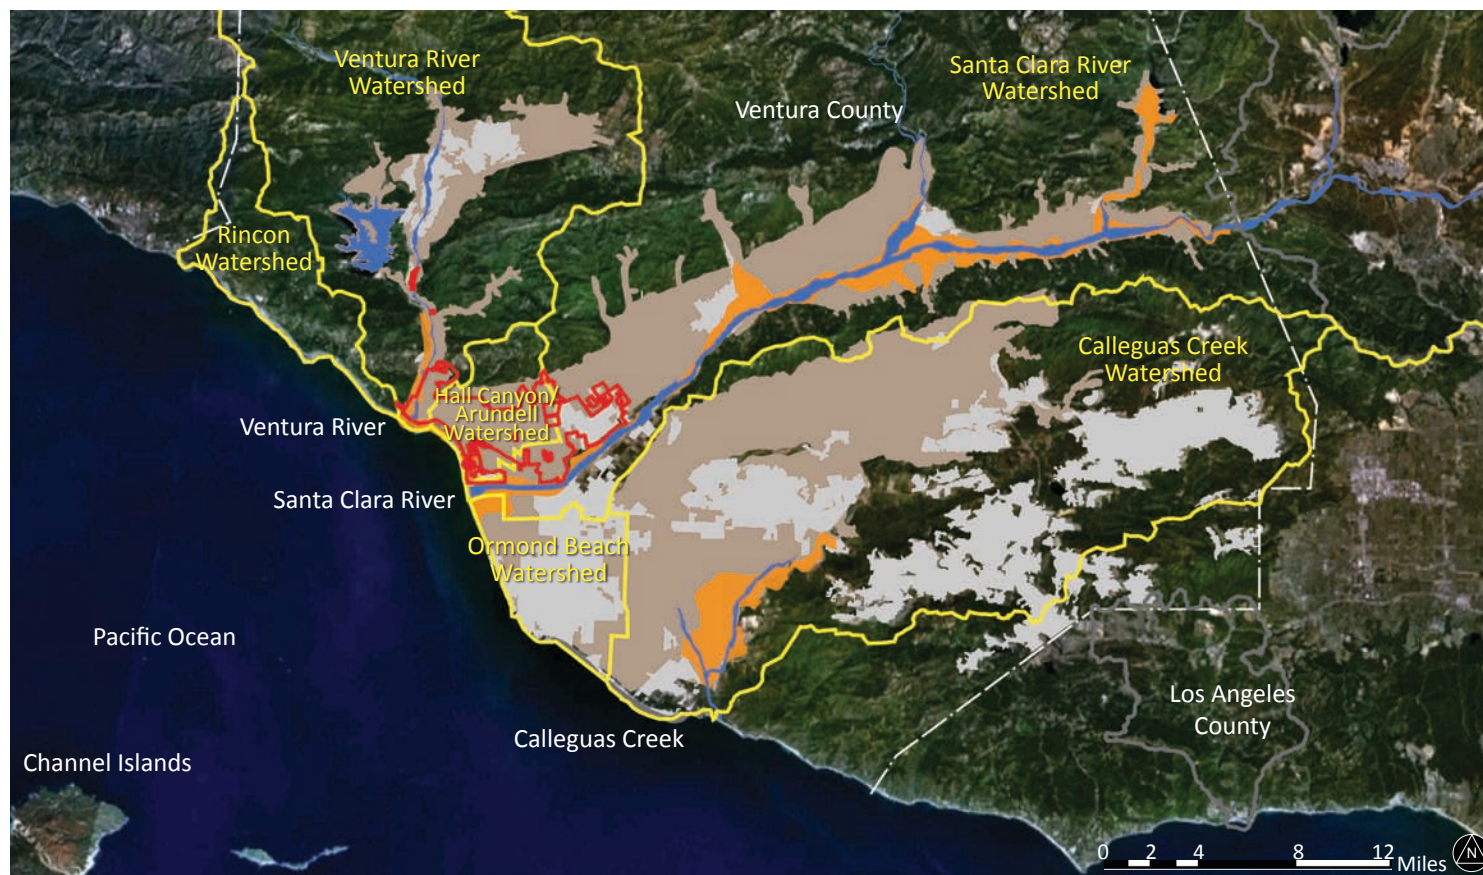 Ventura River
Watershed
Santa Clara River
Watershed
Ventura County
Rincon
Watershed
Calleguas Creek
Watershed
Hall Canyon/
Arundell
Watershed
Ventura River
Santa Clara River
Ormond Beach
Watershed
Pacific Ocean
Los Angeles
County
Calleguas Creek
Channel Islands
0 2 4 8 12 Miles
N